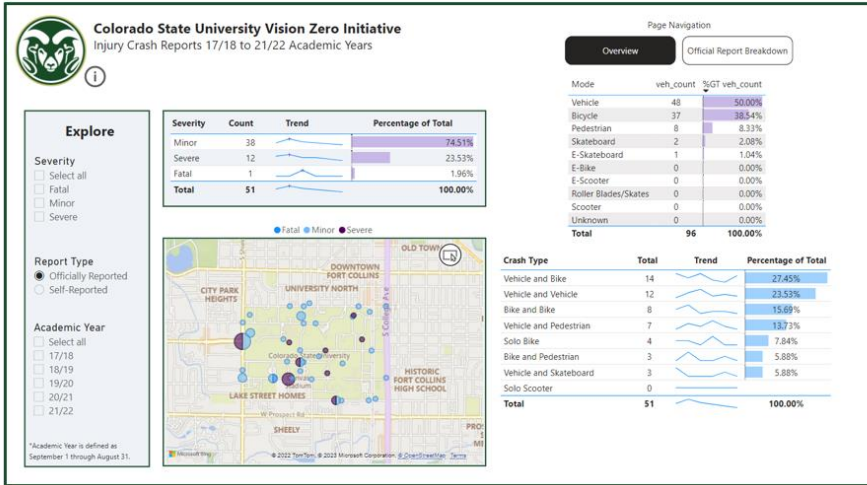 Colorado State University Vision Zero Initiative
Injury Crash Reports 17/18 to 21/22 Academic Years
Page Navigation
Overview
Official Report Breakdown
Mode veh_count %GT veh_count
Vehicle 48 50.00%
Bicycle 37 38.54%
Pedestrian 8 8.33%
Skateboard 2 2.08%
E-Skateboard 1 1.04%
E-Bike 0 0.00%
E-Scooter 0 0.00%
Roller Blades/Skates 0 0.00%
Scooter 0 0.00%
Unknown 0 0.00%
Total 96 100.00%
Explore
Severity
Select all
Fatal
Minor
Severe
Report Type
Officially Reported
Self-Reported
Academic Year
Select all
17/18
18/19
19/20
20/21
21/22
*Academic Year is defined as
September 1 through August 31.
Severity Count Trend Percentage of Total
Minor 38 74.51%
Severe 12 23.53%
Fatal 1 1.96%
Total 51 100.00%
Fatal Minor Severe
OLD TOWN
DOWNTOWN
FORT COLLINS
CITY PARK
HEIGHTS
UNIVERSITY NORTH
S College Ave
Colorado State University
Stadium
HISTORIC
FORT COLLINS
HIGH SCHOOL
LAKE STREET HOMES
W Prospect Rd
SHEELY
Microsoft Bing
© 2022 TomTom, © 2023 Microsoft Corporation, © OpenStreetMap Terms
Crash Type Total Trend Percentage of Total
Vehicle and Bike 14 27.45%
Vehicle and Vehicle 12 23.53%
Bike and Bike 8 15.69%
Vehicle and Pedestrian 7 13.73%
Solo Bike 4 7.84%
Bike and Pedestrian 3 5.88%
Vehicle and Skateboard 3 5.88%
Solo Scooter 0
Total 51 100.00%